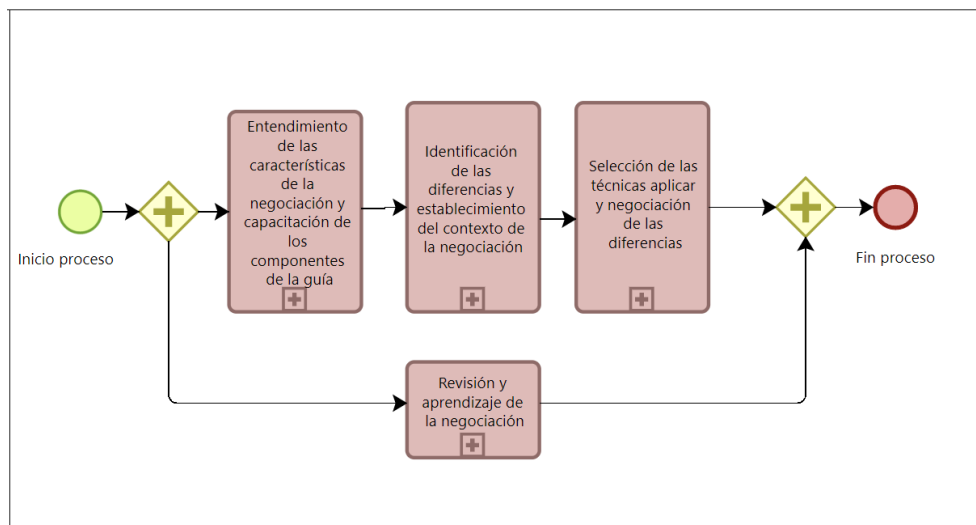 Inicio proceso
Entendimiento
de las
características
de la
negociación y
capacitación de
los
componentes
de la guía
Identificación
de las
diferencias y
establecimiento
del contexto de
la negociación
Selección de las
técnicas aplicar
y negociación
de las
diferencias
Fin proceso
Revisión y
aprendizaje de
la negociación